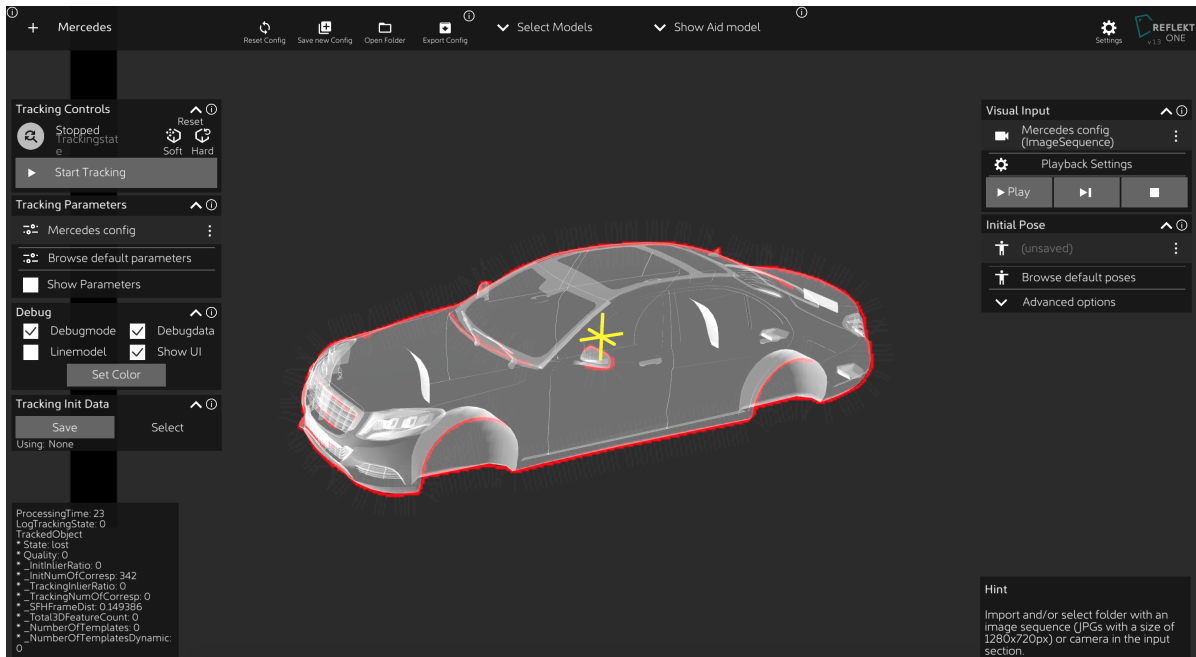 + Mercedes
Reset Config
Save new Config
Open Folder
Export Config
Select Models
Show Aid model
Settings
REFLEKT
v 1.3 ONE
Tracking Controls
Stopped
Trackingstat
e
Reset
Soft Hard
Start Tracking
Tracking Parameters
Mercedes config
Browse default parameters
Show Parameters
Debug
Debugmode Debugdata
Linemodel Show UI
Set Color
Tracking Init Data
Save Select
Using: None
ProcessingTime: 23
LogTrackingState: 0
TrackedObject
* State: lost
* Quality: 0
* _InitInlierRatio: 0
* _InitNumOfCorresp: 342
* _TrackingInlierRatio: 0
* _TrackingNumOfCorresp: 0
* _SFHFrameDist: 0.149386
* _Total3DFeatureCount: 0
* _NumberOfTemplates: 0
* _NumberOfTemplatesDynamic:
0
Visual Input
Mercedes config
(ImageSequence)
Playback Settings
Play
Initial Pose
(unsaved)
Browse default poses
Advanced options
Hint
Import and/or select folder with an
image sequence (JPGs with a size of
1280x720px) or camera in the input
section.